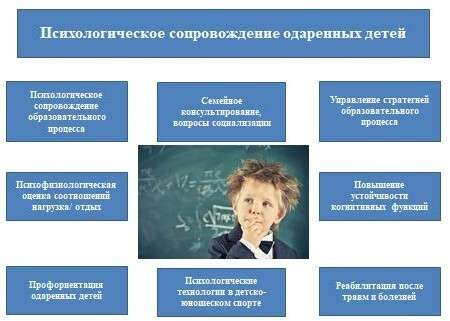 Психологическое сопровождение одаренных детей
Психологическое
сопровождение
образовательного
процесса
Семейное
консультирование,
вопросы социализации
Управление стратегией
образовательного
процесса
Психофизиологическая
оценка соотношений
нагрузка/ отдых
Повышение
устойчивости
когнитивных функций
Профориентация
одаренных детей
Психологические
технологии в детско-
юношеском спорте
Реабилитация после
травм и болезней